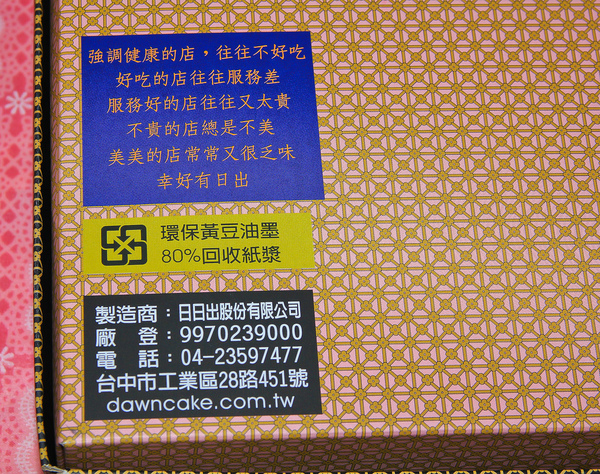 強調健康的店，往往不好吃
好吃的店往往服務差
服務好的店往往又太貴
不貴的店總是不美
美美的店常常又很乏味
幸好有日出
環保黃豆油墨
80%回收紙漿
製造商：日日出股份有限公司
廠　登：9970239000
電　話：04-23597477
台中市工業區28路451號
dawncake.com.tw